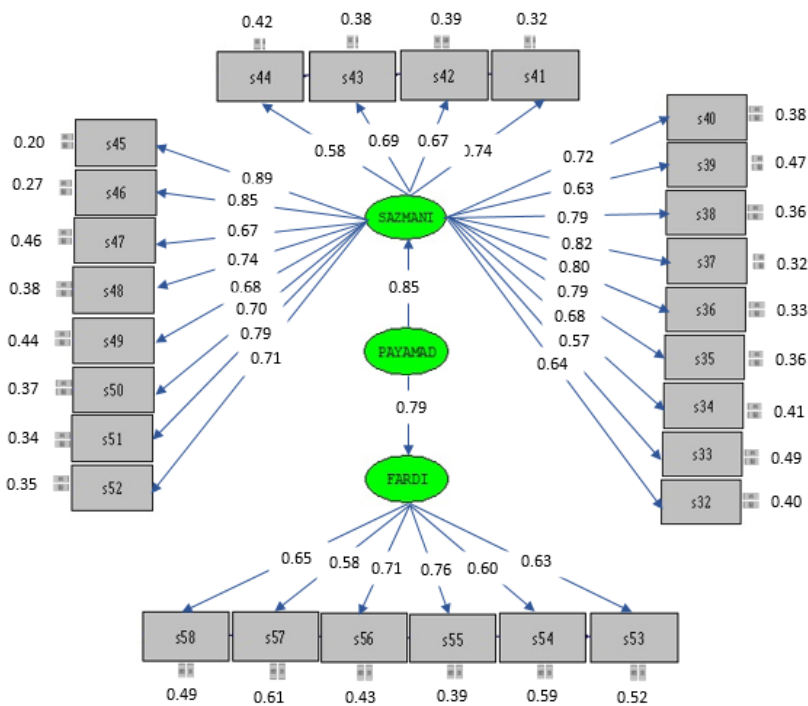 0.42 0.38 0.39 0.32
s44 s43 s42 s41
0.58 0.69 0.67 0.74
s40 0.38
s39 0.47
s38 0.36
s37 0.32
s36 0.33
s35 0.36
s34 0.41
s33 0.49
s32 0.40
0.72
0.63
0.79
0.82
0.80
0.79
0.68
0.57
0.64
0.20 s45
0.27 s46
0.46 s47
0.38 s48
0.44 s49
0.37 s50
0.34 s51
0.35 s52
0.89
0.85
0.67
0.74
0.68
0.70
0.79
0.71
SAZMANI
0.85
PAYAMAD
0.79
FARDI
0.65 0.58 0.71 0.76 0.60 0.63
s58 s57 s56 s55 s54 s53
0.49 0.61 0.43 0.39 0.59 0.52